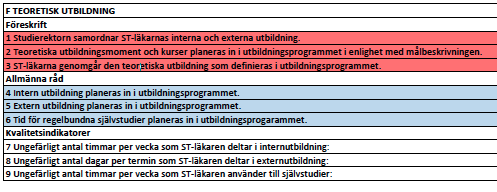 F TEORETISK UTBILDNING
Föreskrift
1 Studierektorn samordnar ST-läkarnas interna och externa utbildning.
2 Teoretiska utbildningsmoment och kurser planeras in i utbildningsprogrammet i enlighet med målbeskrivningen.
3 ST-läkarna genomgår den teoretiska utbildning som definieras i utbildningsprogrammet.
Allmänna råd
4 Intern utbildning planeras in i utbildningsprogrammet.
5 Extern utbildning planeras in i utbildningsprogrammet.
6 Tid för regelbundna självstudier planeras in i utbildningsprogarammet.
Kvalitetsindikatorer
7 Ungefärligt antal timmar per vecka som ST-läkaren deltar i internutbildning:
8 Ungefärligt antal dagar per termin som ST-läkaren deltar i externutbildning:
9 Ungefärligt antal timmar per vecka som ST-läkaren använder till självstudier: